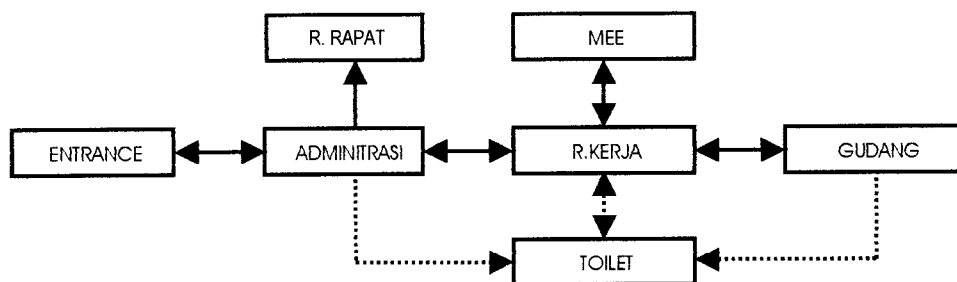 R. RAPAT
MEE
ENTRANCE
ADMINITRASI
R.KERJA
GUDANG
TOILET